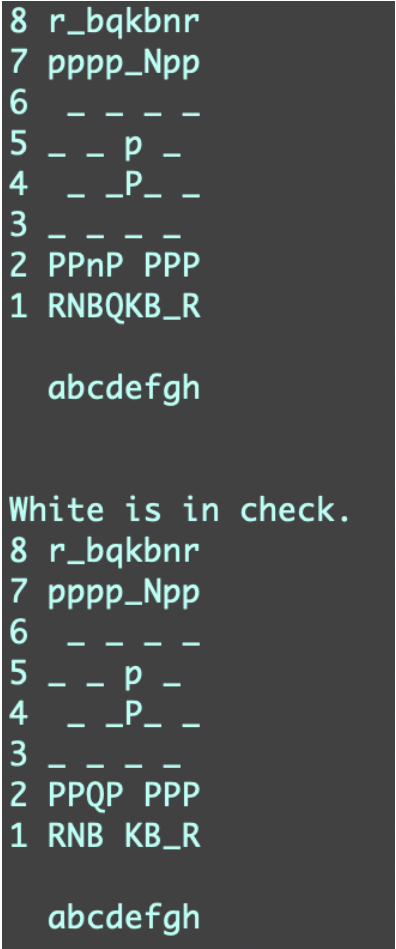 8 r_bqkbnr
7 pppp_Npp
6  _ _ _ _
5 _ _ p _
4  _ _P_ _
3 _ _ _ _
2 PPnP PPP
1 RNBQKB_R
abcdefgh
White is in check.
8 r_bqkbnr
7 pppp_Npp
6  _ _ _ _
5 _ _ p _
4  _ _P_ _
3 _ _ _ _
2 PPQP PPP
1 RNB KB_R
abcdefgh